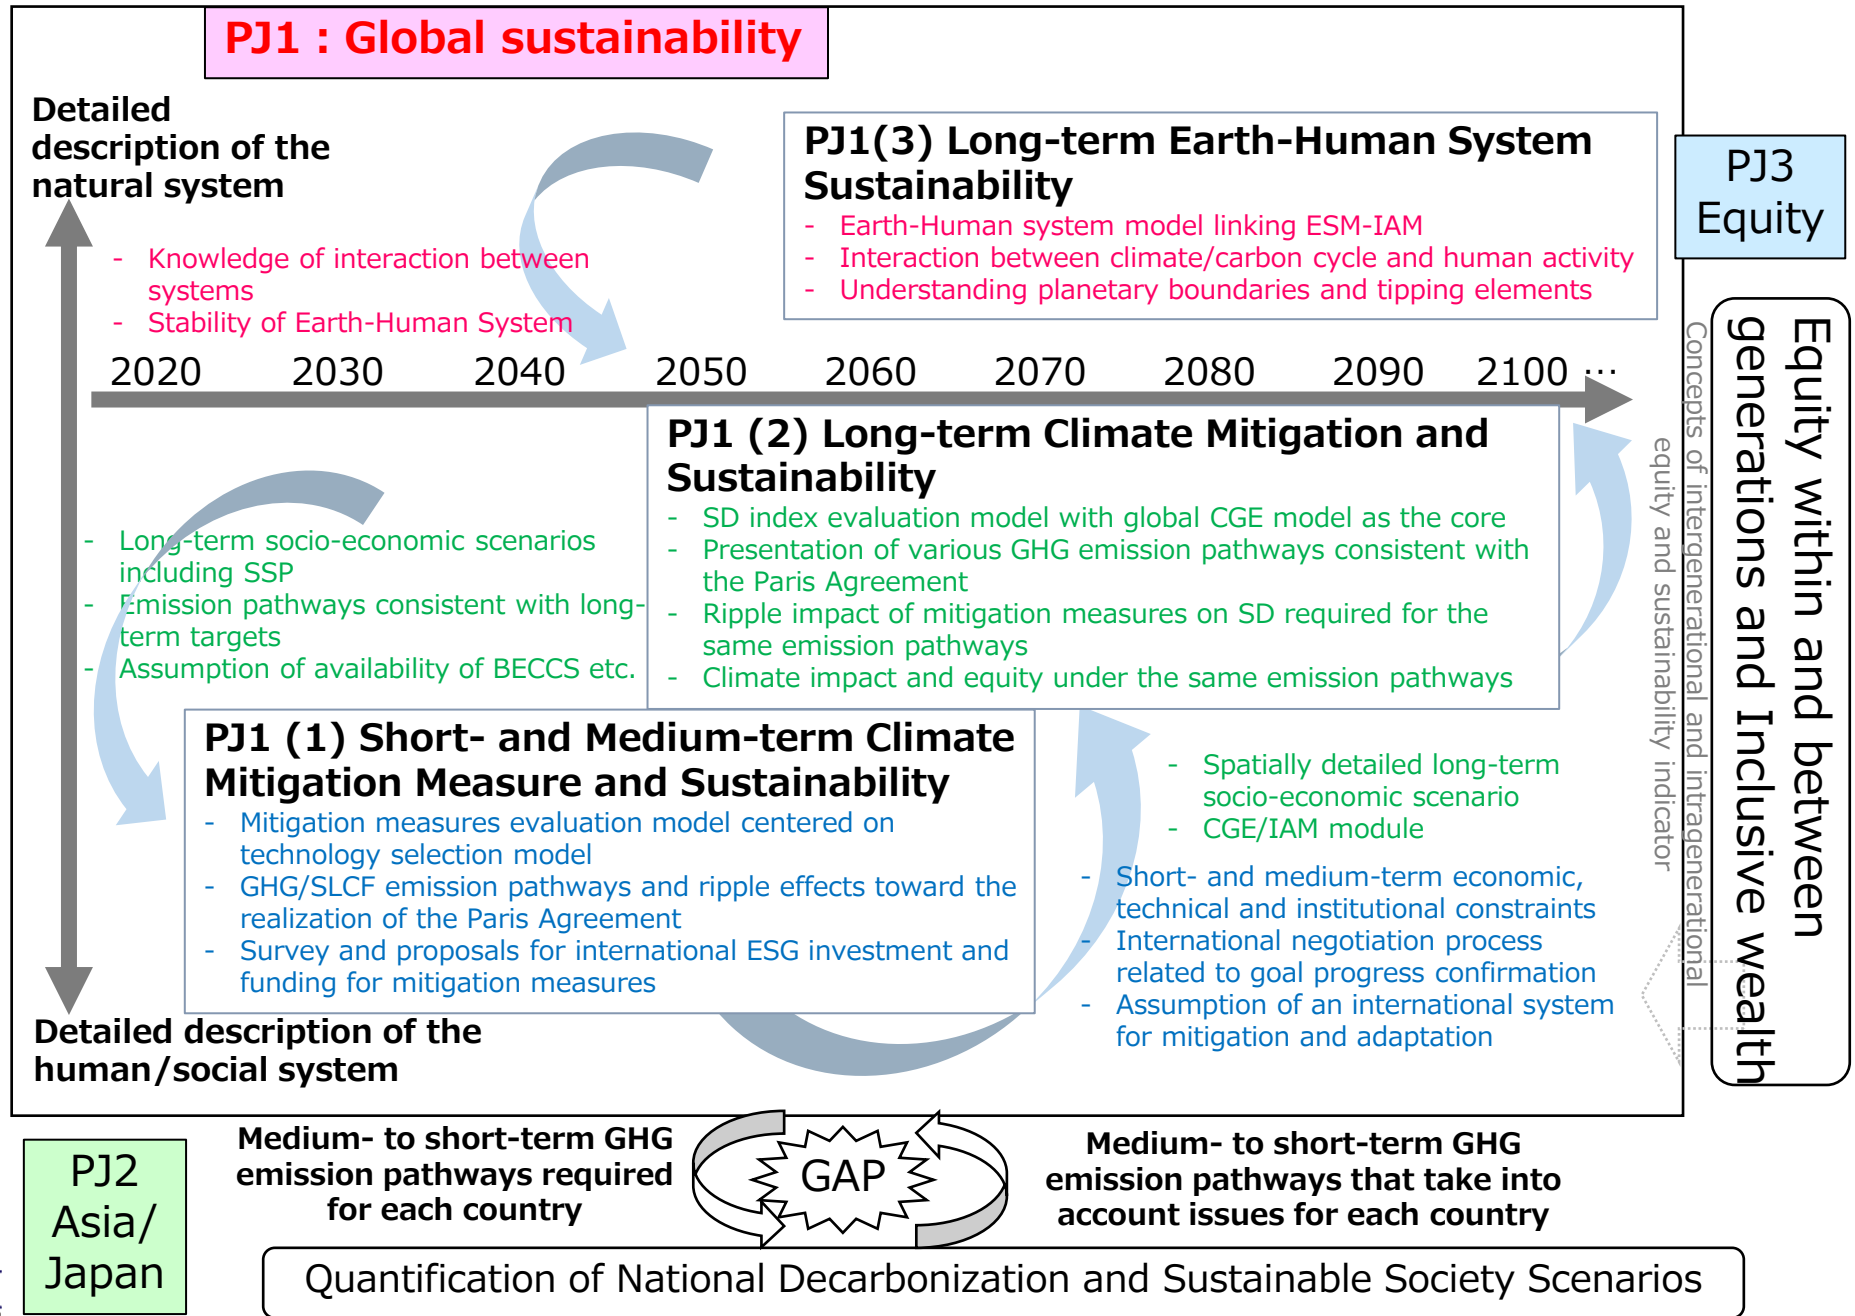 PJ1 : Global sustainability
Detailed
description of the
natural system
PJ1(3) Long-term Earth-Human System
Sustainability
- Earth-Human system model linking ESM-IAM
- Interaction between climate/carbon cycle and human activity
- Understanding planetary boundaries and tipping elements
PJ3
Equity
- Knowledge of interaction between
systems
- Stability of Earth-Human System
2020 2030 2040 2050 2060 2070 2080 2090 2100 …
PJ1 (2) Long-term Climate Mitigation and
Sustainability
- SD index evaluation model with global CGE model as the core
- Presentation of various GHG emission pathways consistent with
the Paris Agreement
- Ripple impact of mitigation measures on SD required for the
same emission pathways
- Climate impact and equity under the same emission pathways
- Long-term socio-economic scenarios
including SSP
- Emission pathways consistent with long-
term targets
- Assumption of availability of BECCS etc.
PJ1 (1) Short- and Medium-term Climate
Mitigation Measure and Sustainability
- Mitigation measures evaluation model centered on
technology selection model
- GHG/SLCF emission pathways and ripple effects toward the
realization of the Paris Agreement
- Survey and proposals for international ESG investment and
funding for mitigation measures
- Spatially detailed long-term
socio-economic scenario
- CGE/IAM module
- Short- and medium-term economic,
technical and institutional constraints
- International negotiation process
related to goal progress confirmation
- Assumption of an international system
for mitigation and adaptation
Concepts of intergenerational and intragenerational
equity and sustainability indicator
Equity within and between
generations and Inclusive wealth
Detailed description of the
human/social system
PJ2
Asia/
Japan
Medium- to short-term GHG
emission pathways required
for each country
GAP
Medium- to short-term GHG
emission pathways that take into
account issues for each country
Quantification of National Decarbonization and Sustainable Society Scenarios